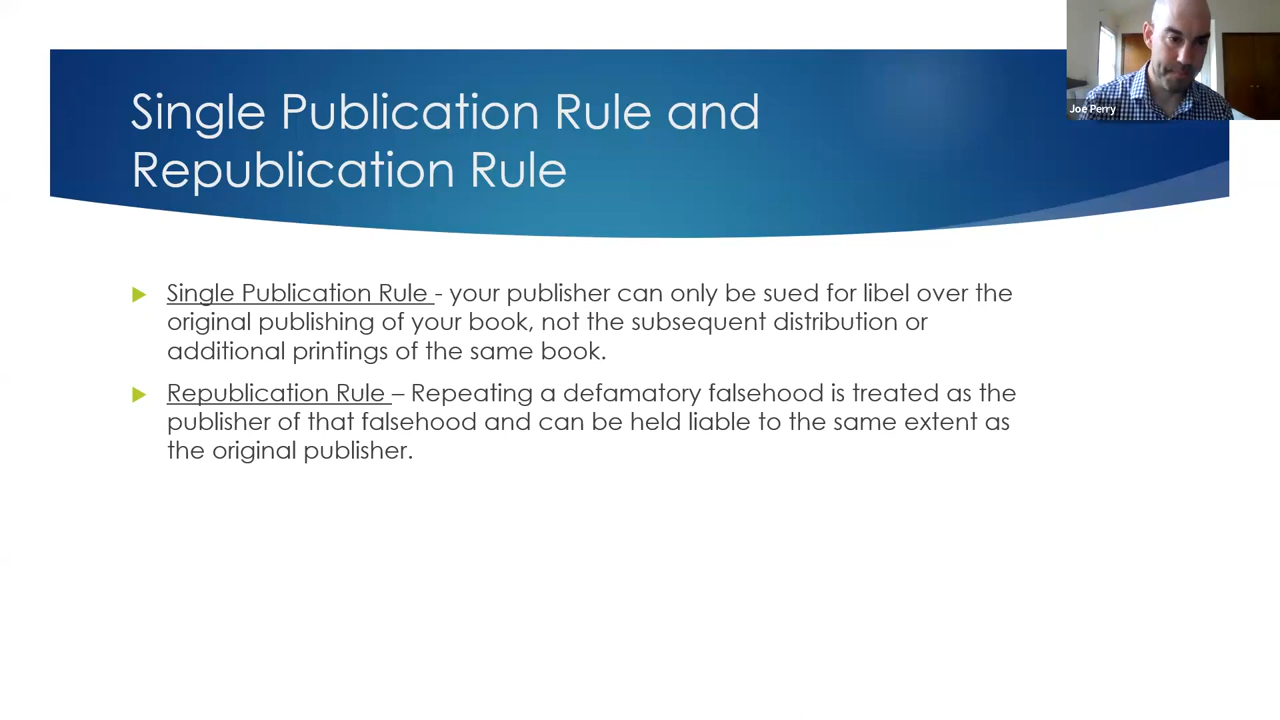 Single Publication Rule and
Republication Rule
Joe Perry
Single Publication Rule - your publisher can only be sued for libel over the
original publishing of your book, not the subsequent distribution or
additional printings of the same book.
Republication Rule – Repeating a defamatory falsehood is treated as the
publisher of that falsehood and can be held liable to the same extent as
the original publisher.